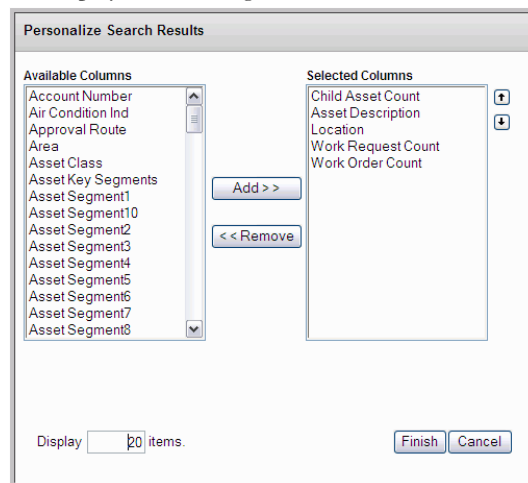 Personalize Search Results
Available Columns
Account Number
Air Condition Ind
Approval Route
Area
Asset Class
Asset Key Segments
Asset Segment1
Asset Segment10
Asset Segment2
Asset Segment3
Asset Segment4
Asset Segment5
Asset Segment6
Asset Segment7
Asset Segment8
Add >>
<< Remove
Selected Columns
Child Asset Count
Asset Description
Location
Work Request Count
Work Order Count
Display 20 items.
Finish Cancel